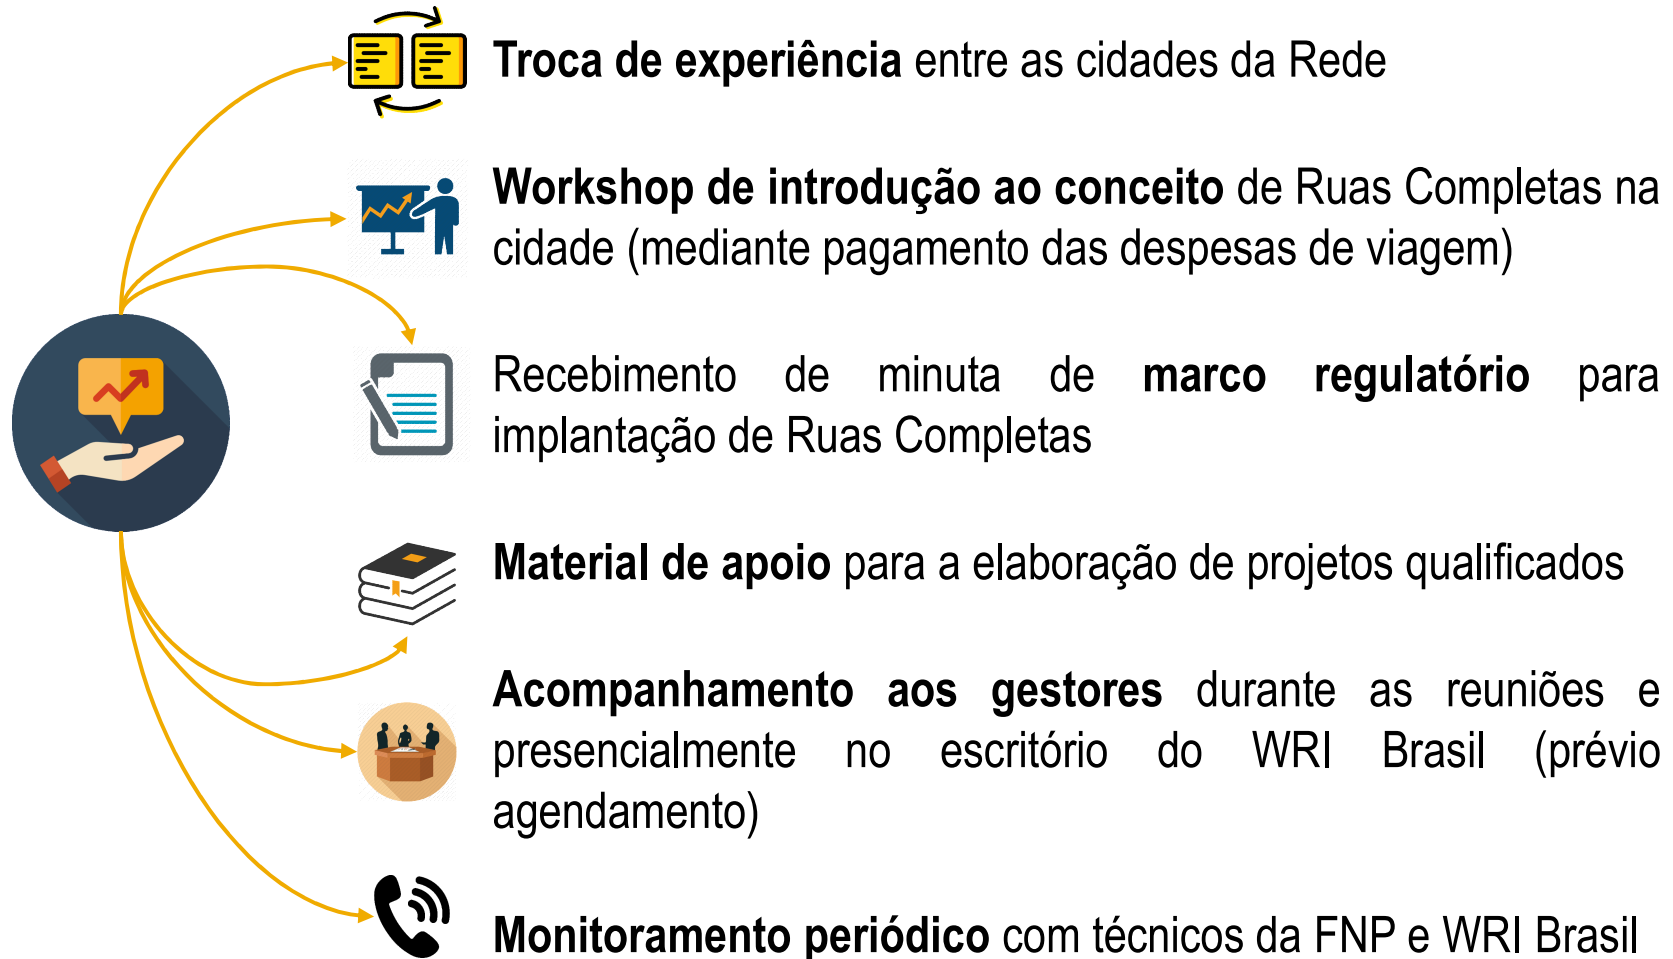 Troca de experiência entre as cidades da Rede
Workshop de introdução ao conceito de Ruas Completas na
cidade (mediante pagamento das despesas de viagem)
Recebimento de minuta de marco regulatório para
implantação de Ruas Completas
Material de apoio para a elaboração de projetos qualificados
Acompanhamento aos gestores durante as reuniões e
presencialmente no escritório do WRI Brasil (prévio
agendamento)
Monitoramento periódico com técnicos da FNP e WRI Brasil